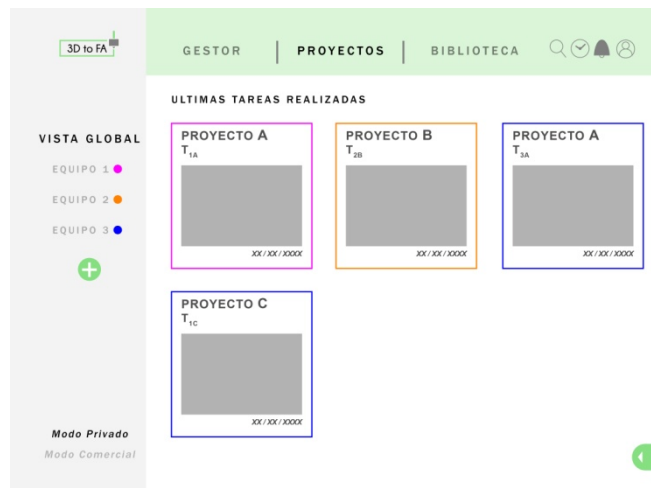 3D to FA
GESTOR
PROYECTOS
BIBLIOTECA
ULTIMAS TAREAS REALIZADAS
VISTA GLOBAL
EQUIPO 1
EQUIPO 2
EQUIPO 3
PROYECTO A
T1A
XX/XX/XXXX
PROYECTO B
T2B
XX/XX/XXXX
PROYECTO A
T3A
XX/XX/XXXX
PROYECTO C
T1C
XX/XX/XXXX
Modo Privado
Modo Comercial